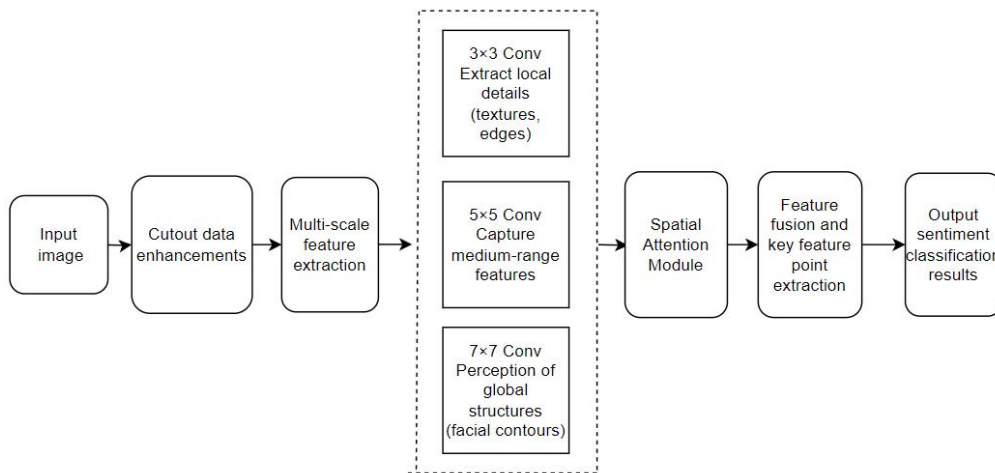 Input
image
Cutout data
enhancements
Multi-scale
feature
extraction
3×3 Conv
Extract local
details
(textures,
edges)
5×5 Conv
Capture
medium-range
features
7×7 Conv
Perception of
global
structures
(facial contours)
Spatial
Attention
Module
Feature
fusion and
key feature
point
extraction
Output
sentiment
classification
results